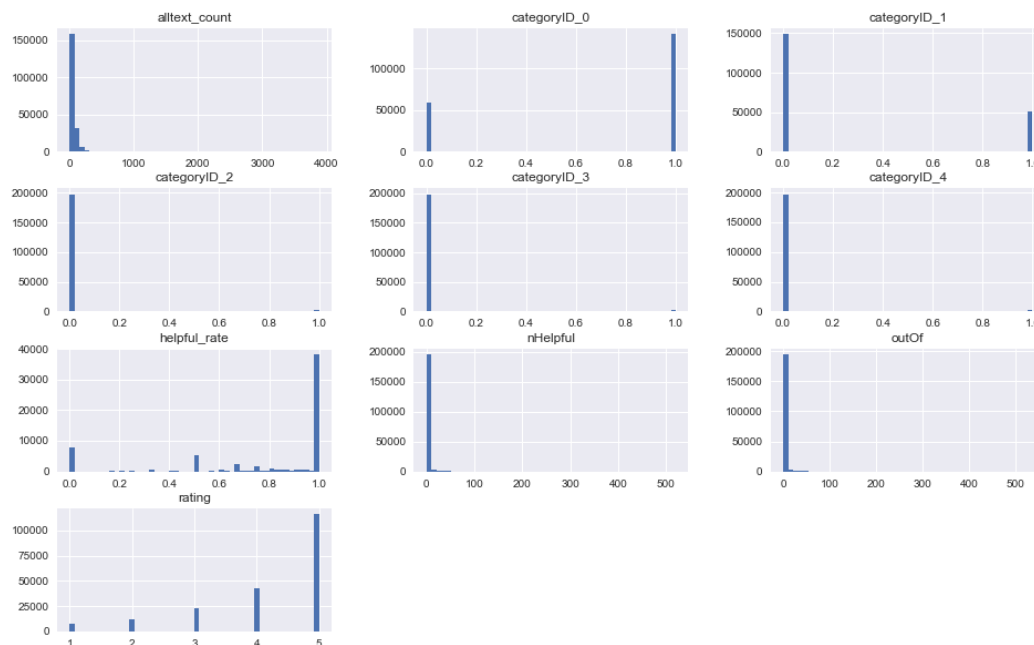 alltext_count categoryID_0 categoryID_1
150000 100000 50000 0
0 1000 2000 3000 4000
100000 50000 0
0.0 0.2 0.4 0.6 0.8 1.0
150000 100000 50000 0
0.0 0.2 0.4 0.6 0.8 1.0
categoryID_2 categoryID_3 categoryID_4
200000 150000 100000 50000 0
0.0 0.2 0.4 0.6 0.8 1.0
200000 150000 100000 50000 0
0.0 0.2 0.4 0.6 0.8 1.0
200000 150000 100000 50000 0
0.0 0.2 0.4 0.6 0.8 1.0
helpful_rate nHelpful outOf
40000 30000 20000 10000 0
0.0 0.2 0.4 0.6 0.8 1.0
200000 150000 100000 50000 0
0 100 200 300 400 500
200000 150000 100000 50000 0
0 100 200 300 400 500
rating
100000 75000 50000 25000 0
1 2 3 4 5